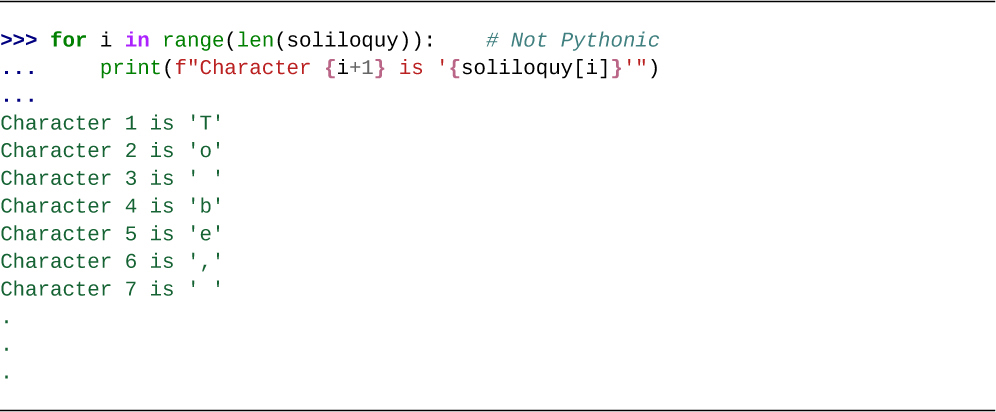 >>> for i in range(len(soliloquy)):    # Not Pythonic
...     print(f"Character {i+1} is '{soliloquy[i]}'")
...
Character 1 is 'T'
Character 2 is 'o'
Character 3 is ' '
Character 4 is 'b'
Character 5 is 'e'
Character 6 is ','
Character 7 is ' '
.
.
.